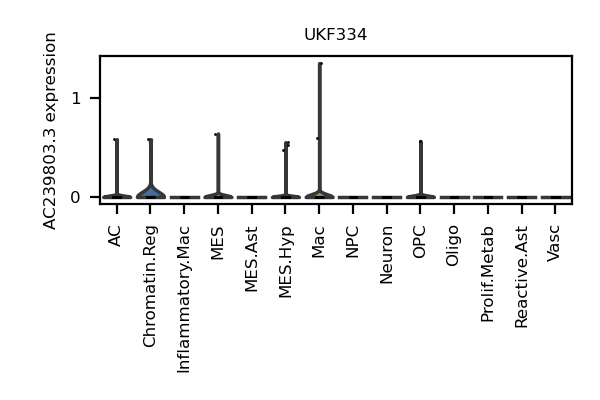 UKF334
AC239803.3 expression
1
0
AC
Chromatin.Reg
Inflammatory.Mac
MES
MES.Ast
MES.Hyp
Mac
NPC
Neuron
OPC
Oligo
Prolif.Metab
Reactive.Ast
Vasc